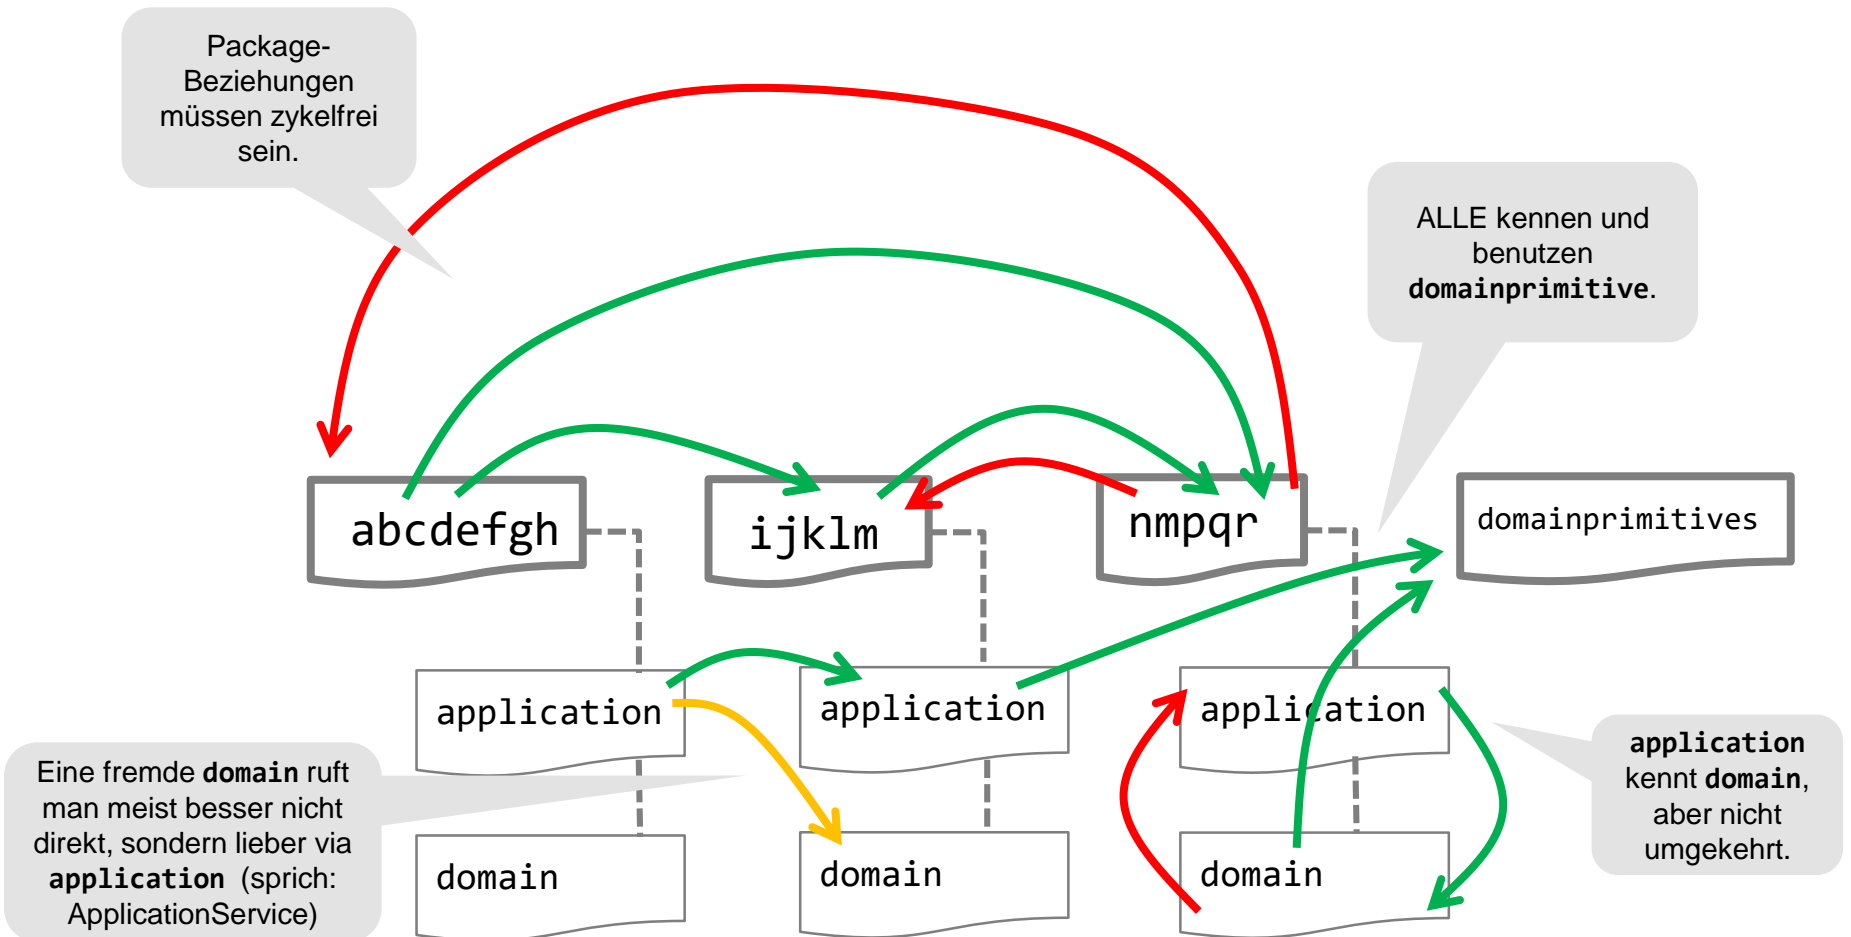 Package-
Beziehungen
müssen zykelfrei
sein.
ALLE kennen und
benutzen
domainprimitive.
abcdefgh
ijklm
nmpqr
domainprimitives
application
application
application
Eine fremde domain ruft
man meist besser nicht
direkt, sondern lieber via
application (sprich:
ApplicationService)
application
kennt domain,
aber nicht
umgekehrt.
domain
domain
domain